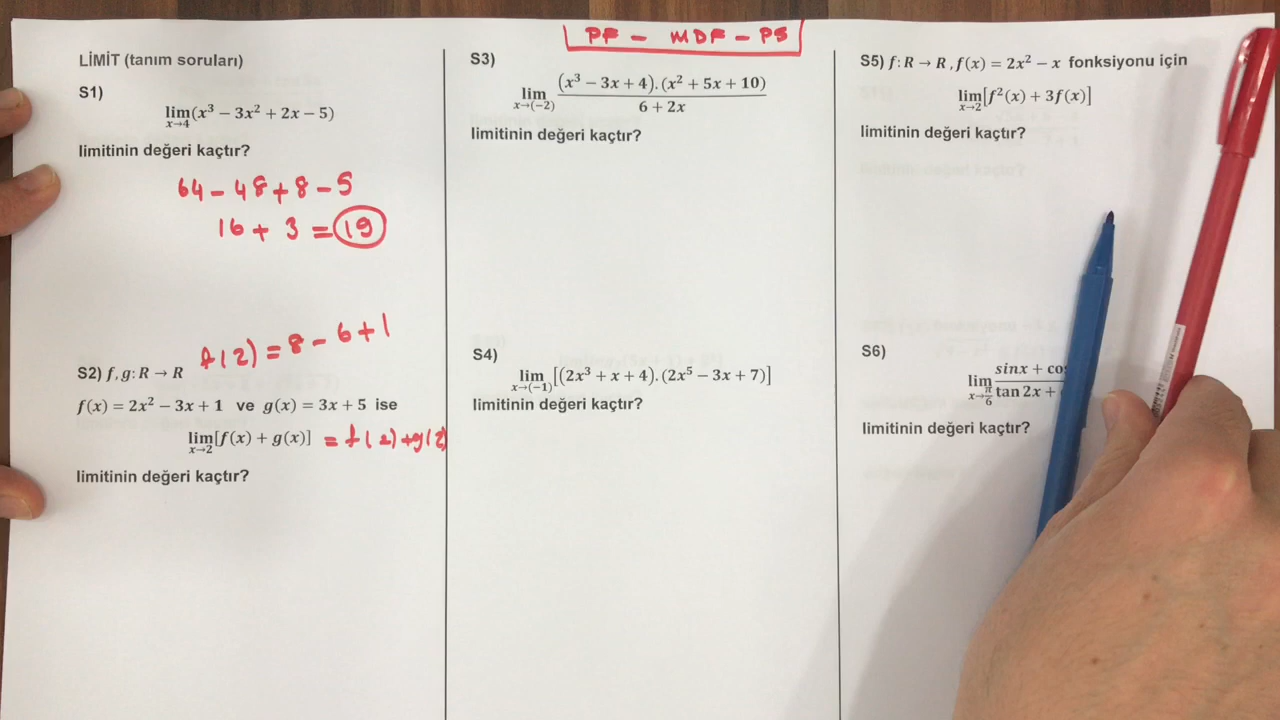 PF - MDF - PS
LİMİT (tanım soruları)
S1)
lim x→4 (x³ − 3x² + 2x − 5)
limitinin değeri kaçtır?
64 - 48 + 8 - 5
16 + 3 = 19
f(2) = 8 - 6 + 1
S2) f, g: R → R
f(x) = 2x² − 3x + 1 ve g(x) = 3x + 5 ise
lim x→2 [f(x) + g(x)] = f(2)+g(2)
limitinin değeri kaçtır?
S3)
lim x→(−2) (x³ − 3x + 4).(x² + 5x + 10) / 6 + 2x
limitinin değeri kaçtır?
S4)
lim x→(−1) [(2x³ + x + 4).(2x⁵ − 3x + 7)]
limitinin değeri kaçtır?
S5) f: R → R, f(x) = 2x² − x fonksiyonu için
lim x→2 [f²(x) + 3f(x)]
limitinin değeri kaçtır?
S6)
lim x→π/6 sinx + co / tan 2x +
limitinin değeri kaçtır?